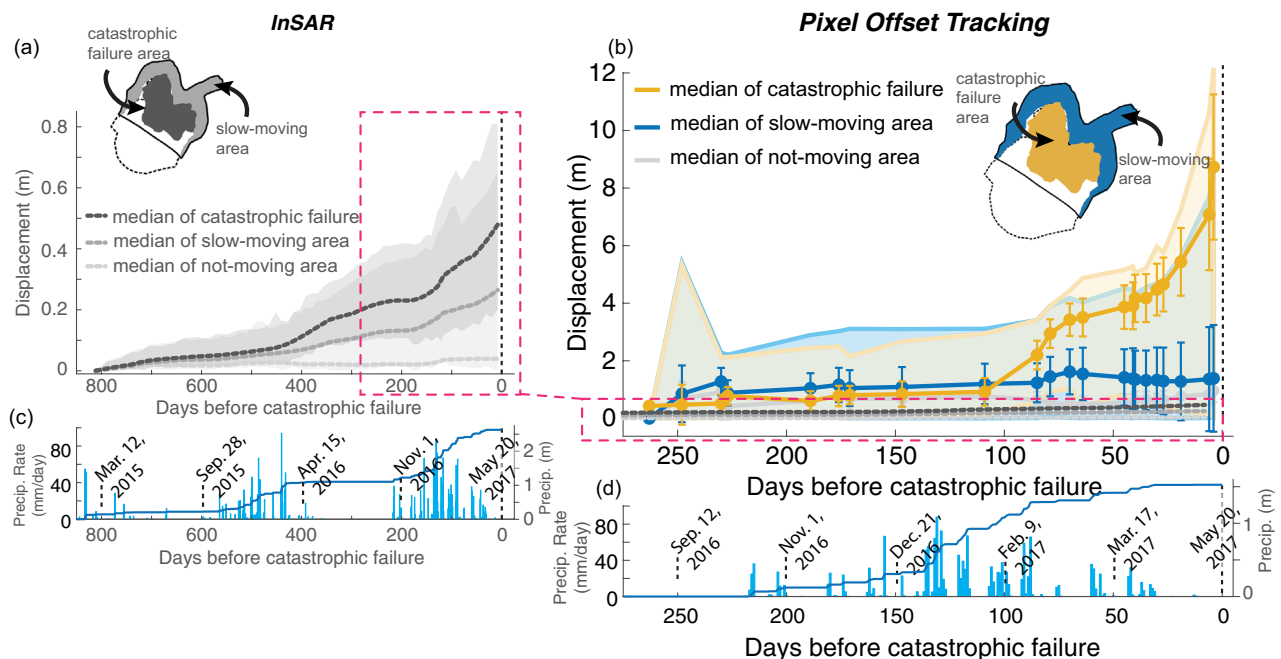 InSAR
Pixel Offset Tracking
(a)
catastrophic
failure area
slow-moving
area
0.8
0.6
0.4
0.2
0
Displacement (m)
median of catastrophic failure
median of slow-moving area
median of not-moving area
800
600
400
200
0
Days before catastrophic failure
(b)
12
10
8
6
4
2
0
Displacement (m)
median of catastrophic failure
median of slow-moving area
median of not-moving area
catastrophic
failure
area
slow-moving
area
250
200
150
100
50
0
Days before catastrophic failure
(c)
80
40
0
Precip. Rate
(mm/day)
Mar. 12,
2015
Sep. 28,
2015
Apr. 15,
2016
Nov. 1,
2016
May 20,
2017
2
1
0
Precip. (m)
800
600
400
200
0
Days before catastrophic failure
(d)
80
40
0
Precip. Rate
(mm/day)
Sep. 12,
2016
Nov. 1,
2016
Dec. 21,
2016
Feb. 9,
2017
Mar. 17,
2017
May 20,
2017
1
0
Precip. (m)
250
200
150
100
50
0
Days before catastrophic failure